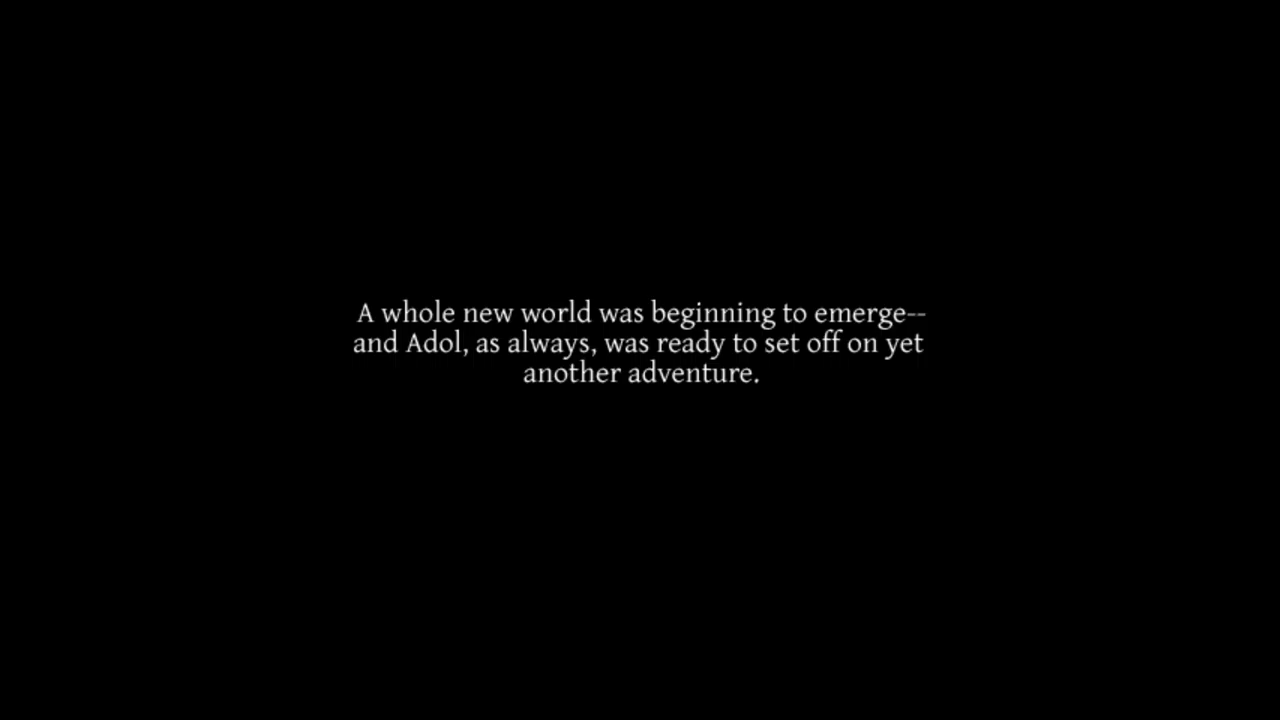 A whole new world was beginning to emerge--
and Adol, as always, was ready to set off on yet
another adventure.